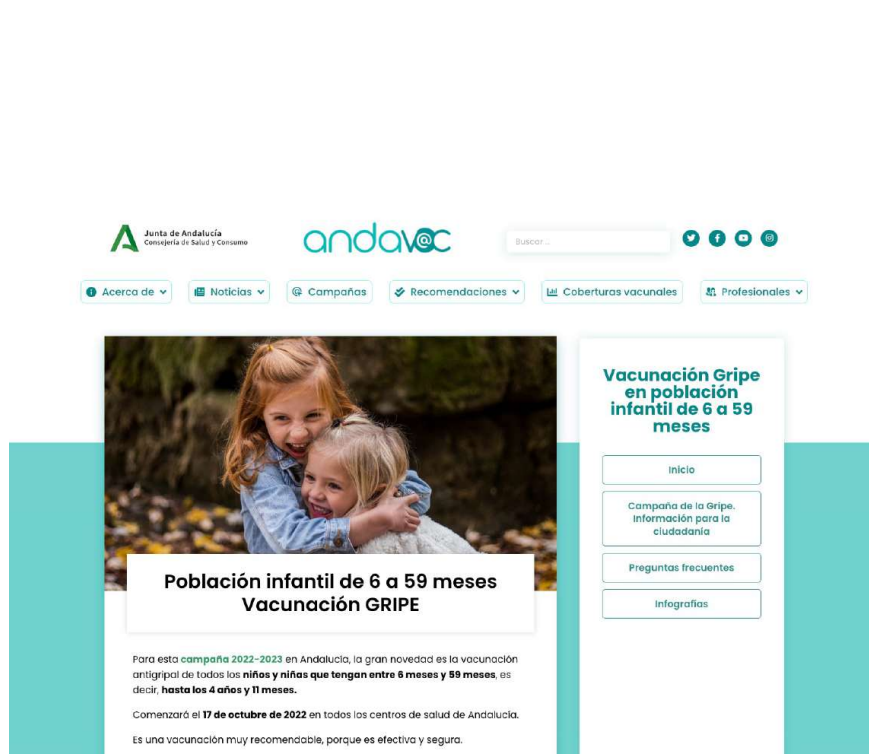 Junta de Andalucía
Consejería de Salud y Consumo
andav@c
Buscar ...
Acerca de
Noticias
Campañas
Recomendaciones
Coberturas vacunales
Profesionales
Población infantil de 6 a 59 meses
Vacunación GRIPE
Para esta campaña 2022-2023 en Andalucía, la gran novedad es la vacunación
antigripal de todos los niños y niñas que tengan entre 6 meses y 59 meses, es
decir, hasta los 4 años y 11 meses.
Comenzará el 17 de octubre de 2022 en todos los centros de salud de Andalucía.
Es una vacunación muy recomendable, porque es efectiva y segura.
Vacunación Gripe
en población
infantil de 6 a 59
meses
Inicio
Campaña de la Gripe.
Información para la
ciudadanía
Preguntas frecuentes
Infografías